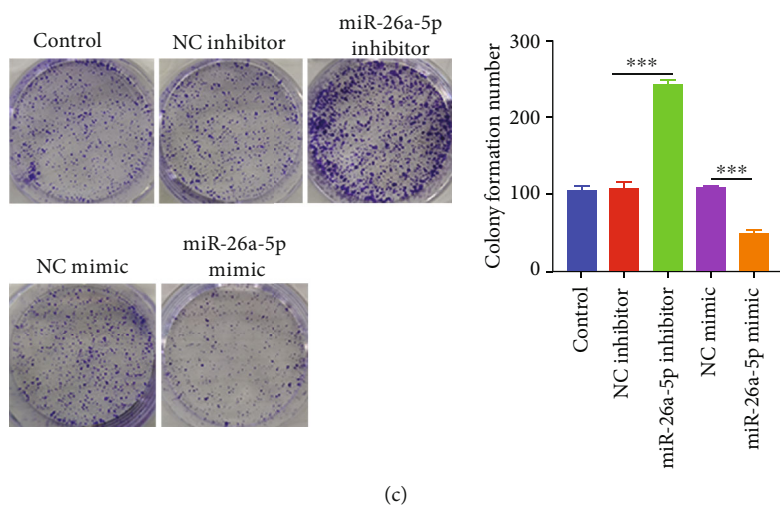 Control
NC inhibitor
miR-26a-5p
inhibitor
NC mimic
miR-26a-5p
mimic
Colony formation number
300
200
100
0
***
***
Control
NC inhibitor
miR-26a-5p inhibitor
NC mimic
miR-26a-5p mimic
(c)